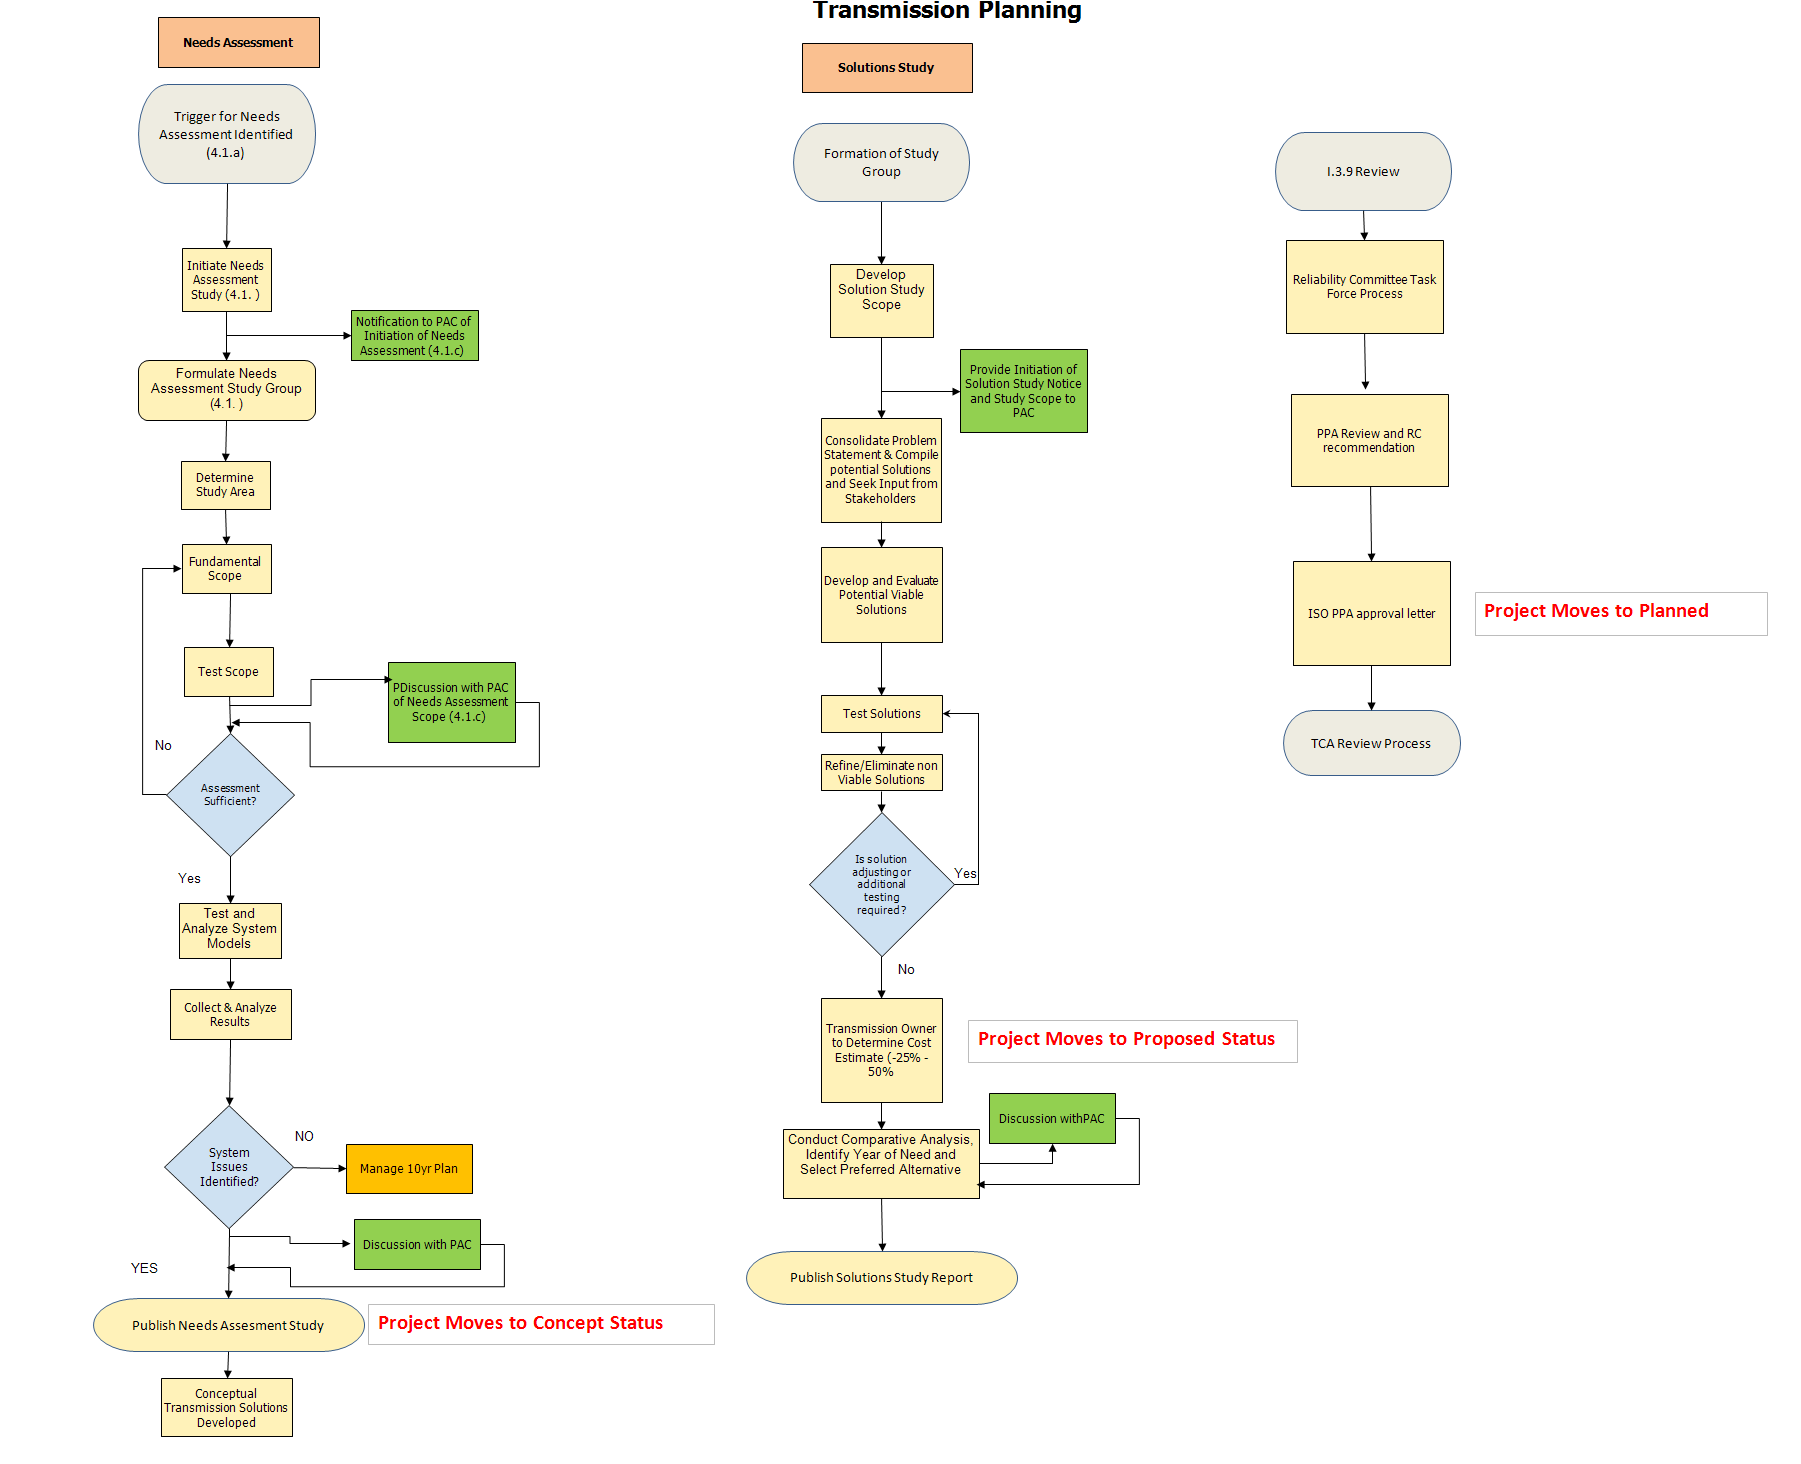 Transmission Planning
Needs Assessment
Trigger for Needs
Assessment Identified
(4.1.a)
Initiate Needs
Assessment
Study (4.1. )
Notification to PAC of
Initiation of Needs
Assessment (4.1.c)
Formulate Needs
Assessment Study Group
(4.1. )
Determine
Study Area
Fundamental
Scope
Test Scope
PDiscussion with PAC
of Needs Assessment
Scope (4.1.c)
No
Assessment
Sufficient?
Yes
Test and
Analyze System
Models
Collect & Analyze
Results
System
Issues
Identified?
NO
Manage 10yr Plan
Discussion with PAC
YES
Publish Needs Assesment Study
Project Moves to Concept Status
Conceptual
Transmission Solutions
Developed
Solutions Study
Formation of Study
Group
Develop
Solution Study
Scope
Provide Initiation of
Solution Study Notice
and Study Scope to
PAC
Consolidate Problem
Statement & Compile
potential Solutions
and Seek Input from
Stakeholders
Develop and Evaluate
Potential Viable
Solutions
Test Solutions
Refine/Eliminate non
Viable Solutions
Is solution
adjusting or
additional
testing
required?
Yes
No
Transmission Owner
to Determine Cost
Estimate (-25% -
50%
Project Moves to Proposed Status
Discussion withPAC
Conduct Comparative Analysis,
Identify Year of Need and
Select Preferred Alternative
Publish Solutions Study Report
I.3.9 Review
Reliability Committee Task
Force Process
PPA Review and RC
recommendation
ISO PPA approval letter
Project Moves to Planned
TCA Review Process